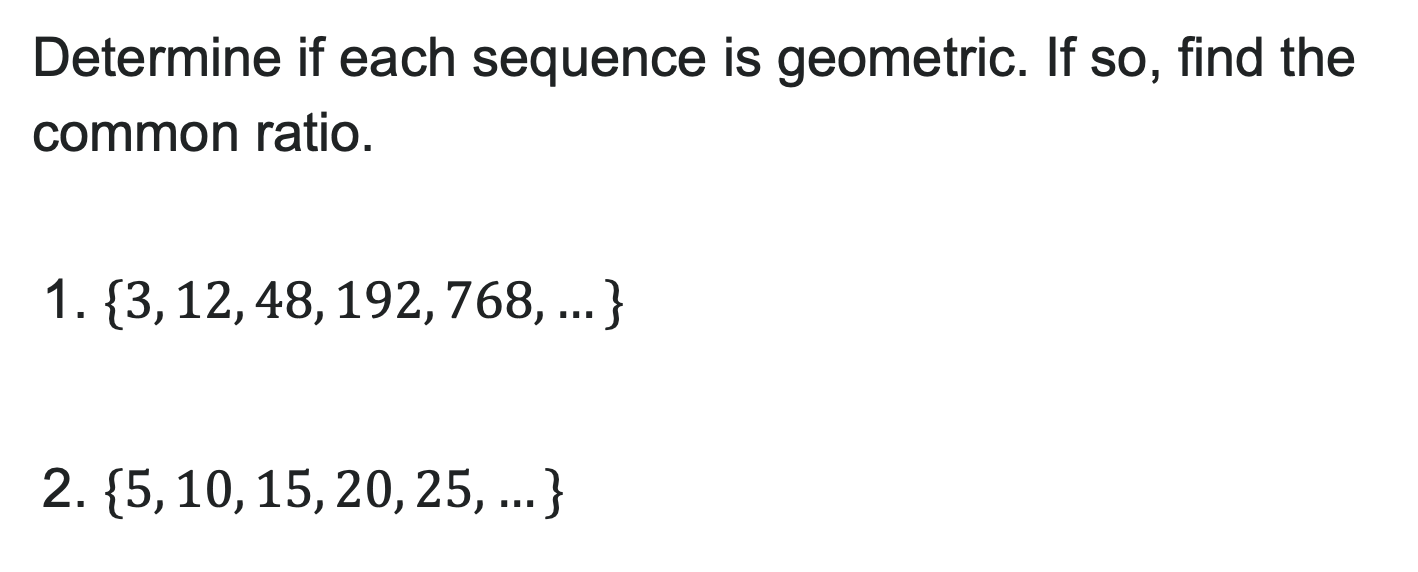 Determine if each sequence is geometric. If so, find the
common ratio.
1. {3, 12, 48, 192, 768, ... }
2. {5, 10, 15, 20, 25, ... }